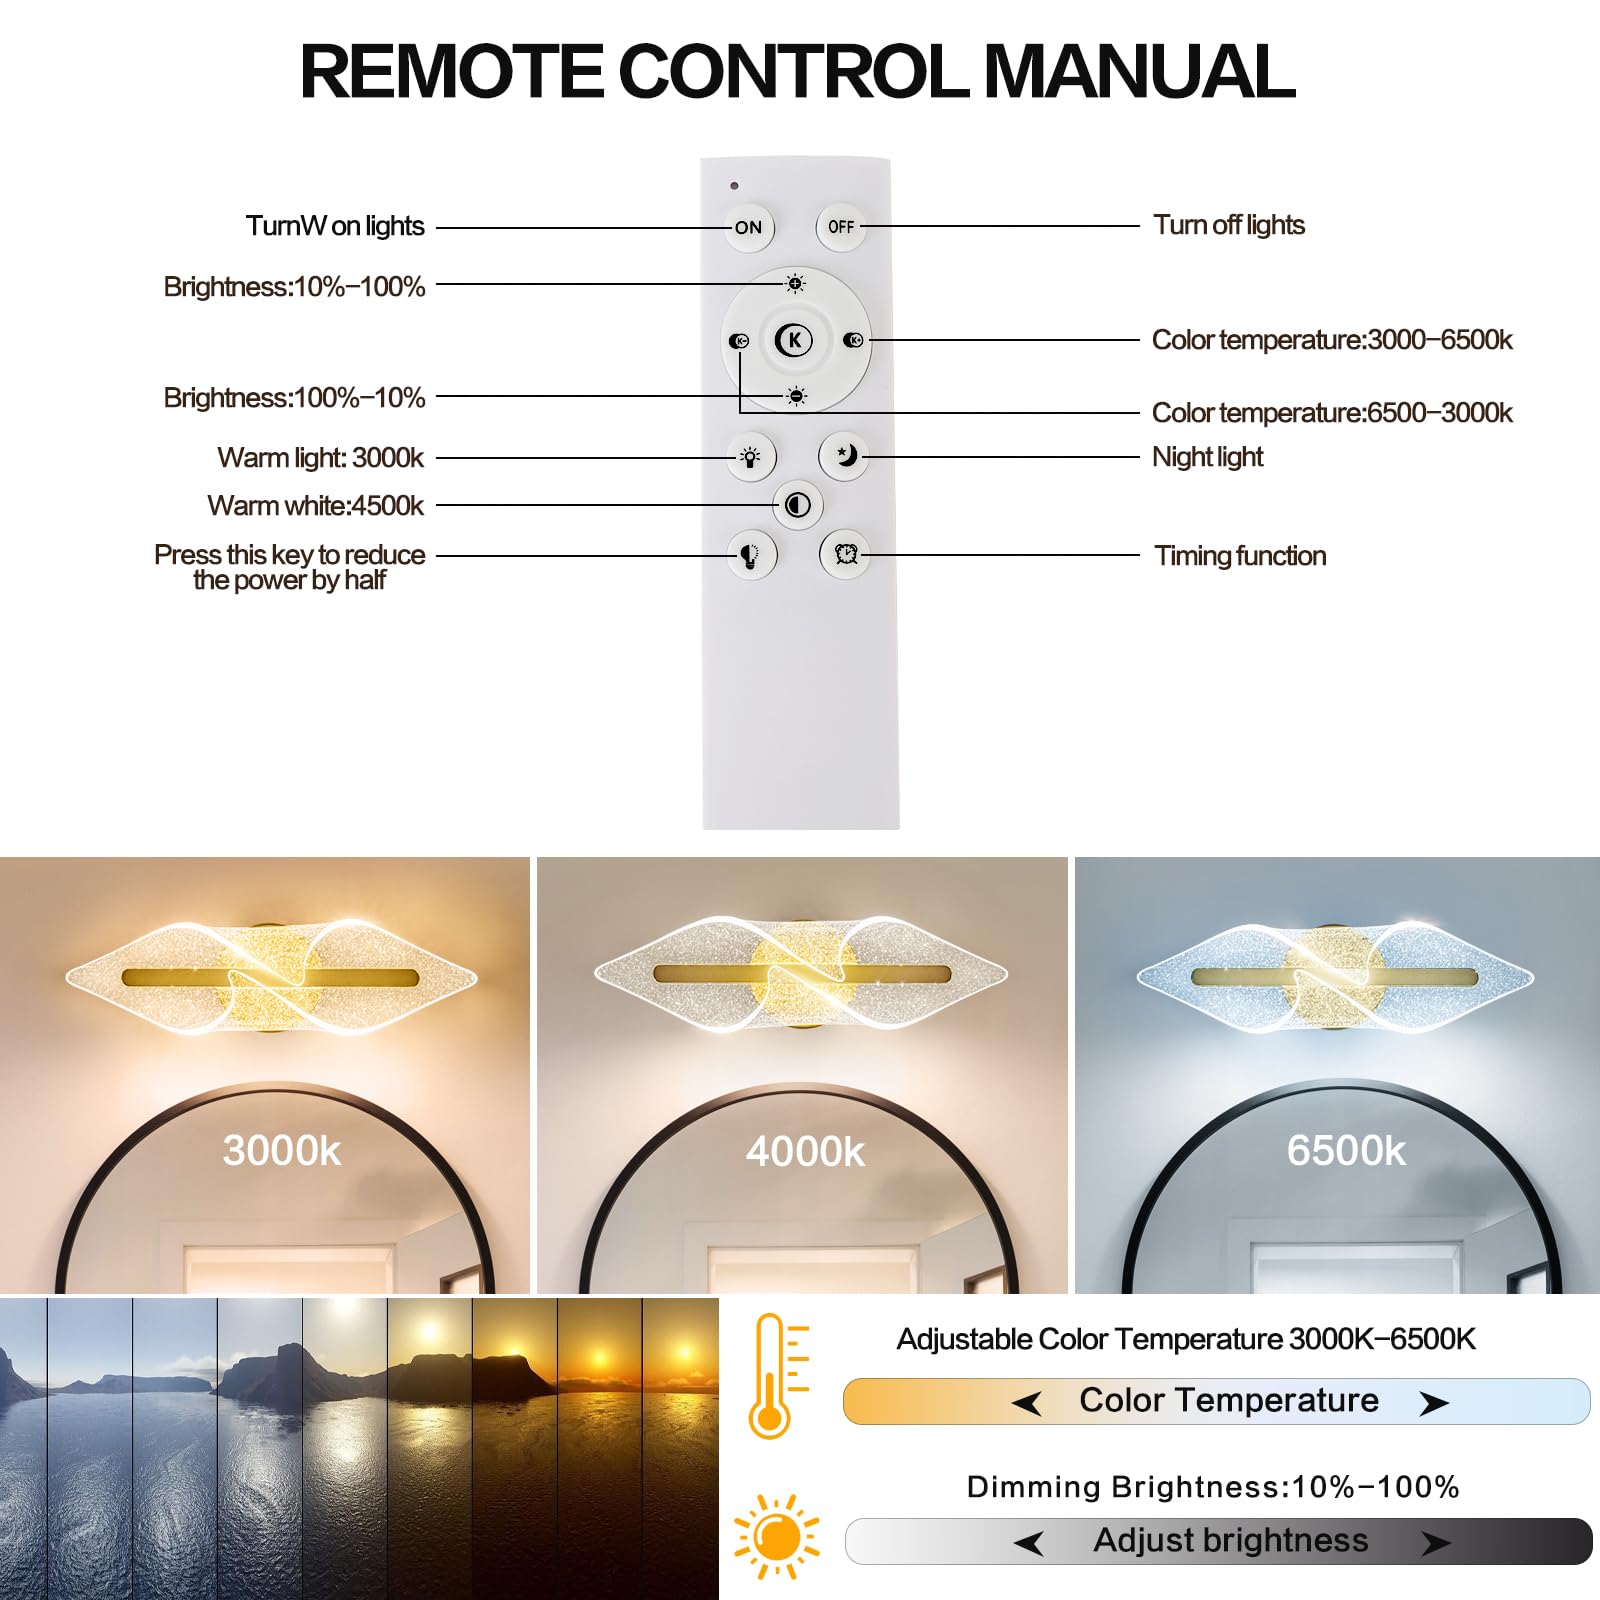 REMOTE CONTROL MANUAL
TurnW on lights
ON
OFF
Turn off lights
Brightness:10%-100%
K-
K
K+
Color temperature:3000-6500k
Brightness:100%-10%
Color temperature:6500-3000k
Warm light: 3000k
Night light
Warm white:4500k
Press this key to reduce
the power by half
Timing function
3000k
4000k
6500k
Adjustable Color Temperature 3000K-6500K
Color Temperature
Dimming Brightness:10%-100%
Adjust brightness